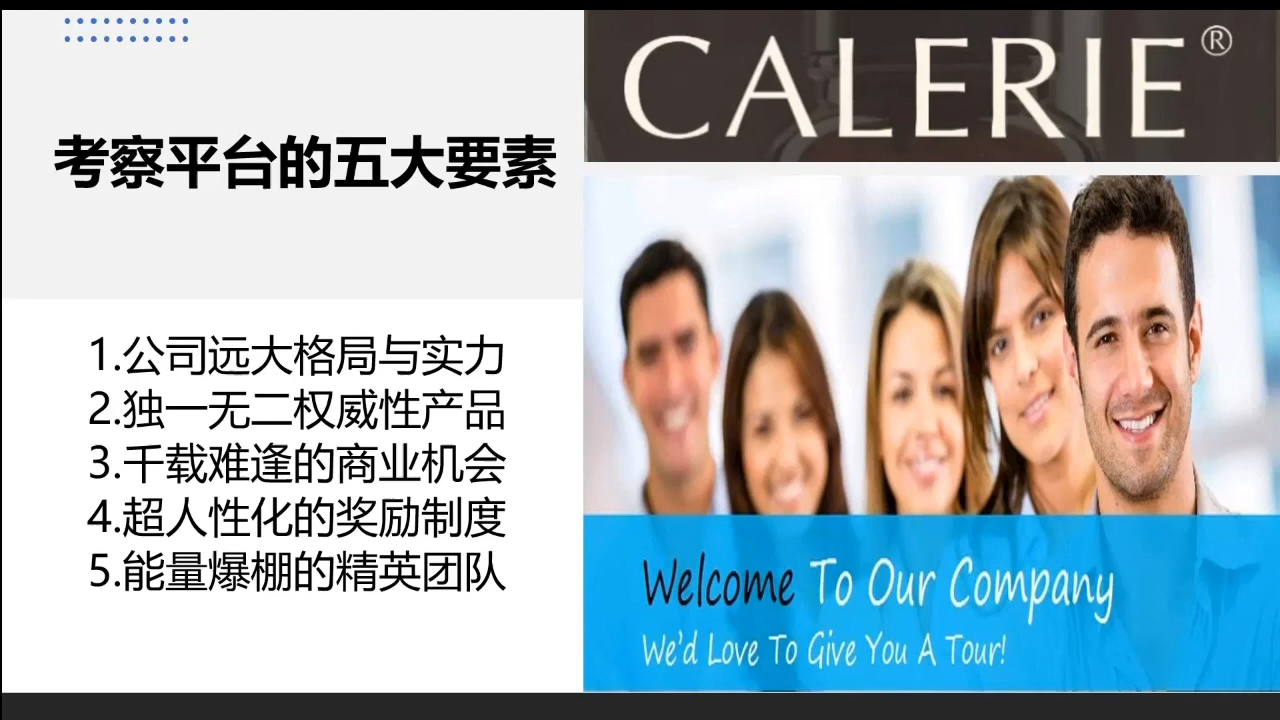 考察平台的五大要素
1.公司远大格局与实力
2.独一无二权威性产品
3.千载难逢的商业机会
4.超人性化的奖励制度
5.能量爆棚的精英团队
CALERIE®
Welcome To Our Company
We'd Love To Give You A Tour!